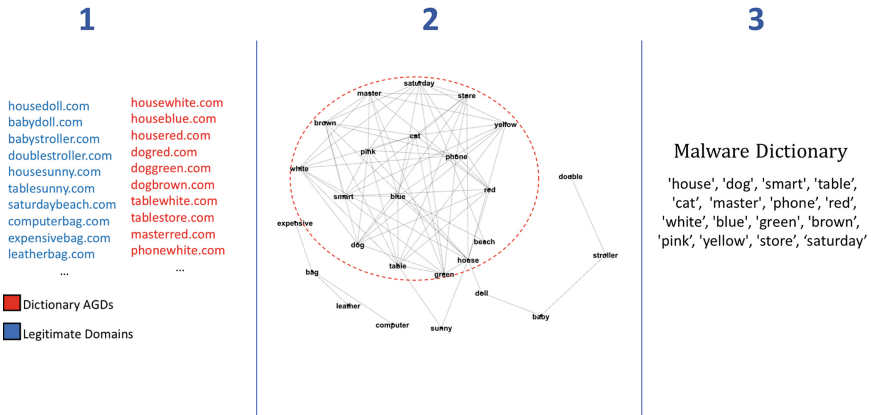 1
2
3
housedoll.com
babydoll.com
babystroller.com
doublestroller.com
housesunny.com
tablesunny.com
saturdaybeach.com
computerbag.com
expensivebag.com
leatherbag.com
...
housewhite.com
houseblue.com
housered.com
dogred.com
doggreen.com
dogbrown.com
tablewhite.com
tablestore.com
masterred.com
phonewhite.com
...
Dictionary AGDs
Legitimate Domains
saturday
master
store
brown
yellow
cat
pink
phone
white
double
red
smart
blue
expensive
dog
beach
stroller
house
table
green
bag
doll
leather
baby
computer
sunny
Malware Dictionary
'house', 'dog', 'smart', 'table',
'cat', 'master', 'phone', 'red',
'white', 'blue', 'green', 'brown',
'pink', 'yellow', 'store', 'saturday'